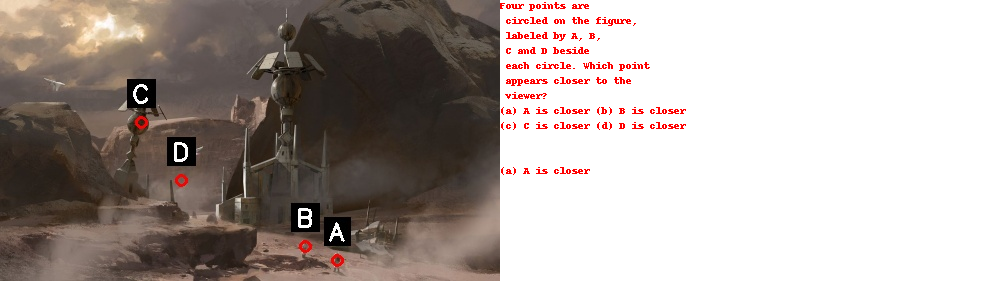 C
D
B
A
Four points are
circled on the figure,
labeled by A, B,
C and D beside
each circle. Which point
appears closer to the
viewer?
(a) A is closer (b) B is closer
(c) C is closer (d) D is closer
(a) A is closer